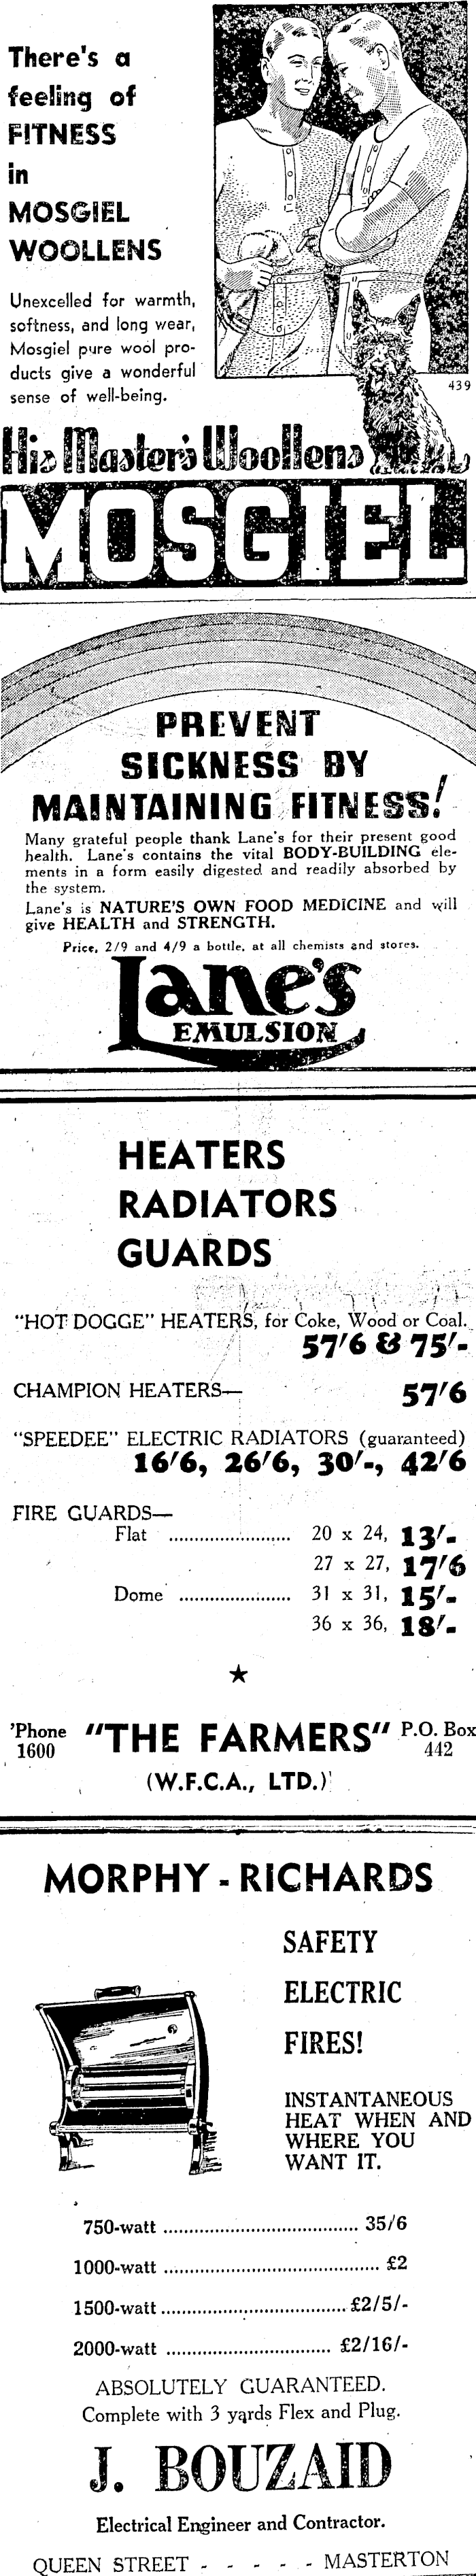 There's a
feeling of
FITNESS
in
MOSGIEL
WOOLLENS
Unexcelled for warmth,
softness, and long wear,
Mosgiel pure wool pro-
ducts give a wonderful
sense of well-being.
439
His Master's Woollens
MOSGIEL
PREVENT
SICKNESS BY
MAINTAINING FITNESS!
Many grateful people thank Lane's for their present good
health. Lane's contains the vital BODY-BUILDING ele-
ments in a form easily digested and readily absorbed by
the system.
Lane's is NATURE'S OWN FOOD MEDICINE and will
give HEALTH and STRENGTH.
Price, 2/9 and 4/9 a bottle, at all chemists and stores.
Lane's
EMULSION
HEATERS
RADIATORS
GUARDS
"HOT DOGGE" HEATERS, for Coke, Wood or Coal.
57'6 & 75'-
CHAMPION HEATERS— 57'6
"SPEEDEE" ELECTRIC RADIATORS (guaranteed)
16'6, 26'6, 30'-, 42'6
FIRE GUARDS—
Flat ........................ 20 x 24, 13'-
27 x 27, 17'6
Dome ...................... 31 x 31, 15'-
36 x 36, 18'-
★
'Phone 1600 "THE FARMERS" P.O. Box 442
(W.F.C.A., LTD.)
MORPHY-RICHARDS
SAFETY
ELECTRIC
FIRES!
INSTANTANEOUS
HEAT WHEN AND
WHERE YOU
WANT IT.
750-watt ...................................... 35/6
1000-watt .......................................... £2
1500-watt .................................... £2/5/-
2000-watt ................................ £2/16/-
ABSOLUTELY GUARANTEED.
Complete with 3 yards Flex and Plug.
J. BOUZAID
Electrical Engineer and Contractor.
QUEEN STREET - - - - - MASTERTON